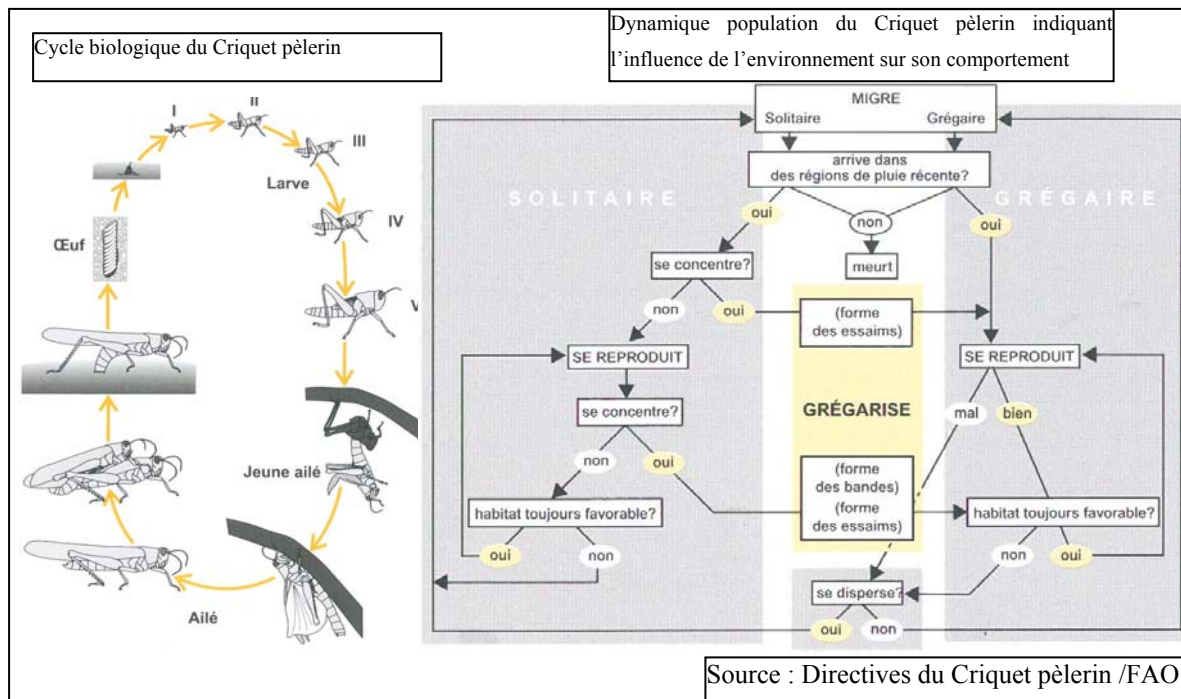 Cycle biologique du Criquet pèlerin
Dynamique population du Criquet pèlerin indiquant
l’influence de l’environnement sur son comportement
I
II
III
Larve
IV
V
Œuf
Jeune ailé
Ailé
MIGRE
Solitaire
Grégaire
arrive dans
des régions de pluie récente?
SOLITAIRE
GRÉGAIRE
oui
non
oui
se concentre?
meurt
non
oui
(forme
des essaims)
SE REPRODUIT
SE REPRODUIT
GRÉGARISE
se concentre?
mal
bien
non
oui
(forme
des bandes)
(forme
des essaims)
habitat toujours favorable?
habitat toujours favorable?
oui
non
non
oui
se disperse?
oui
non
Source : Directives du Criquet pèlerin /FAO